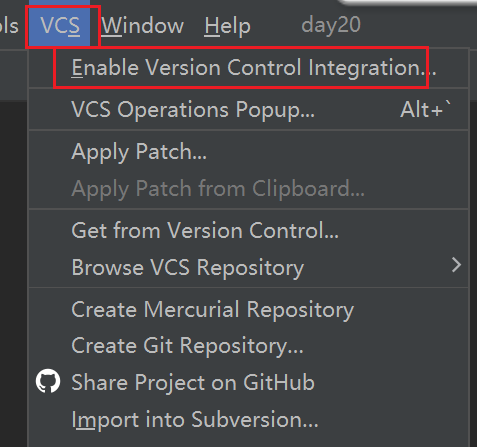 ols VCS Window Help day20
Enable Version Control Integration...
VCS Operations Popup... Alt+`
Apply Patch...
Apply Patch from Clipboard...
Get from Version Control...
Browse VCS Repository
Create Mercurial Repository
Create Git Repository...
Share Project on GitHub
Import into Subversion...